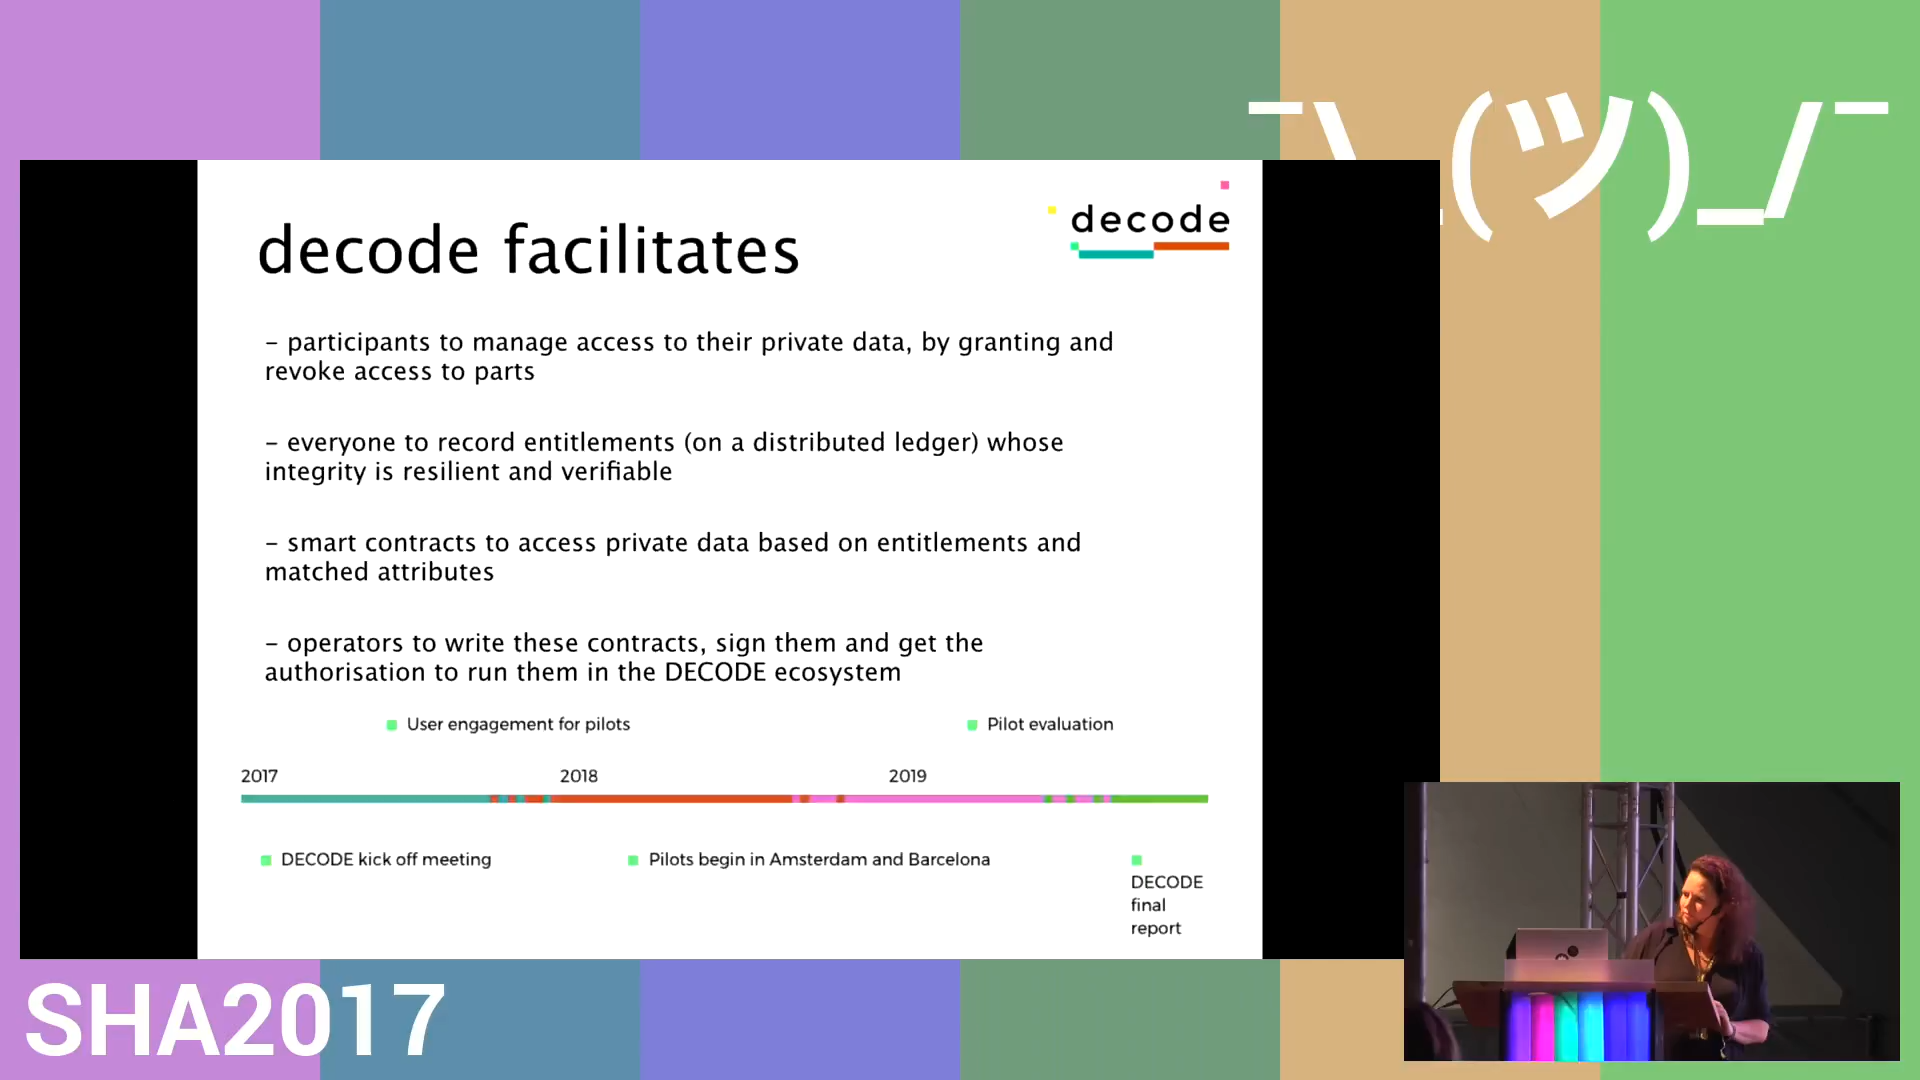 ¯\_(ツ)_/¯
decode
decode facilitates
– participants to manage access to their private data, by granting and
revoke access to parts
– everyone to record entitlements (on a distributed ledger) whose
integrity is resilient and verifiable
– smart contracts to access private data based on entitlements and
matched attributes
– operators to write these contracts, sign them and get the
authorisation to run them in the DECODE ecosystem
User engagement for pilots
Pilot evaluation
2017
2018
2019
DECODE kick off meeting
Pilots begin in Amsterdam and Barcelona
DECODE
final
report
SHA2017